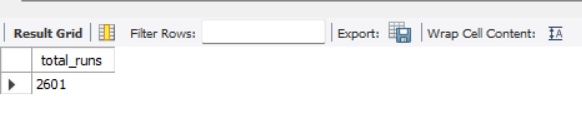 Result Grid Filter Rows: Export: Wrap Cell Content:
total_runs
2601